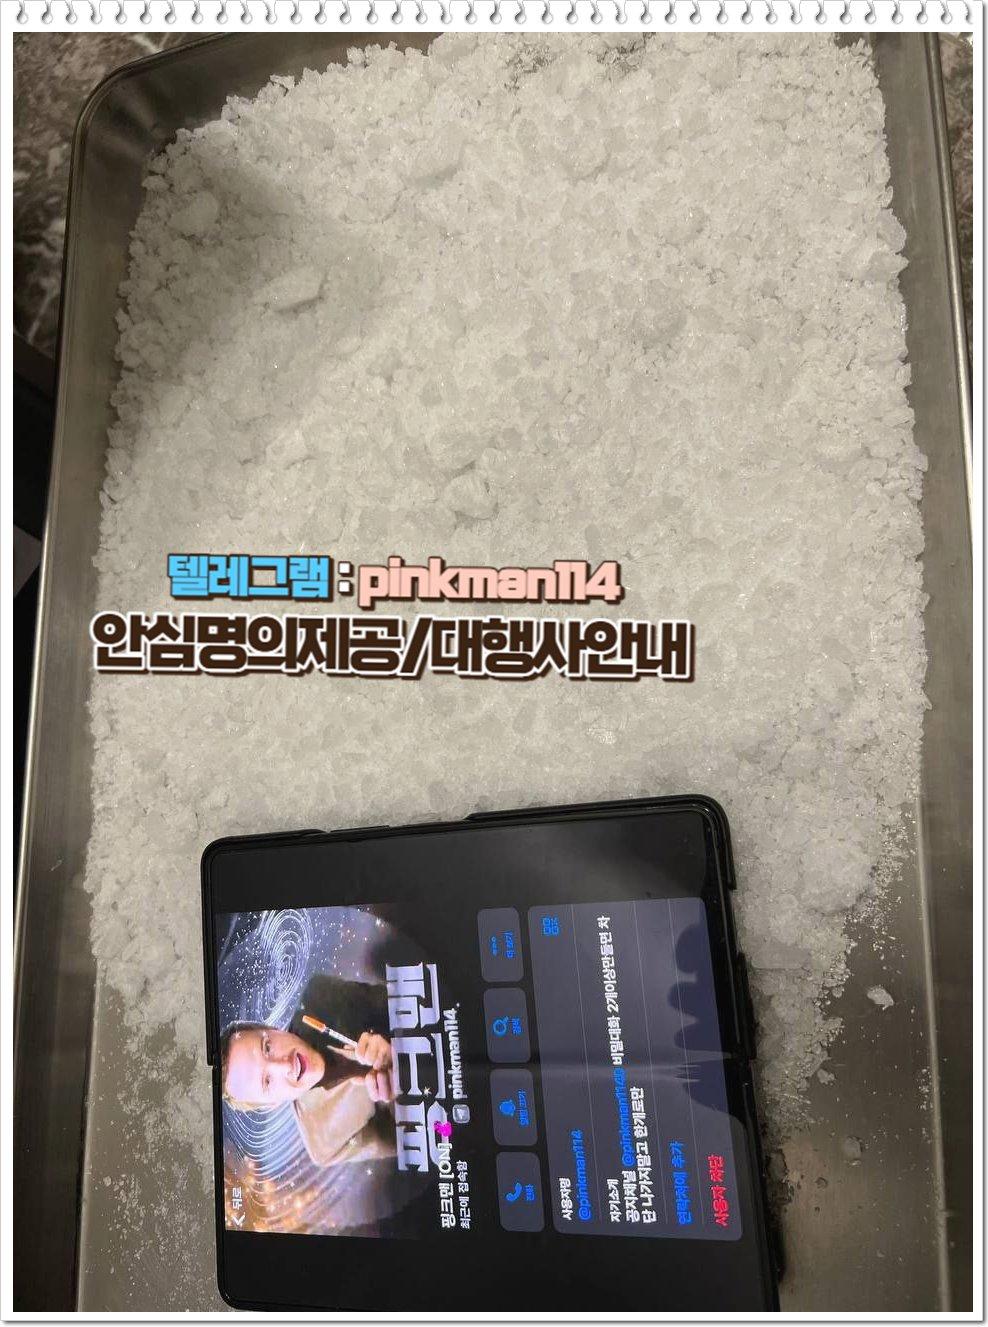 텔레그램 : pinkman114
안심명의제공/대행사안내
뒤로
핑크맨
pinkman114.
핑크맨 [ON]
최근에 접속함
전화
알림 끄기
검색
더 보기
사용자명
@pinkman114
자기소개
공지채널 @pinkman114b 비밀대화 2개이상만들면 차
단 나가지말고 한개로만
연락처에 추가
사용자 차단